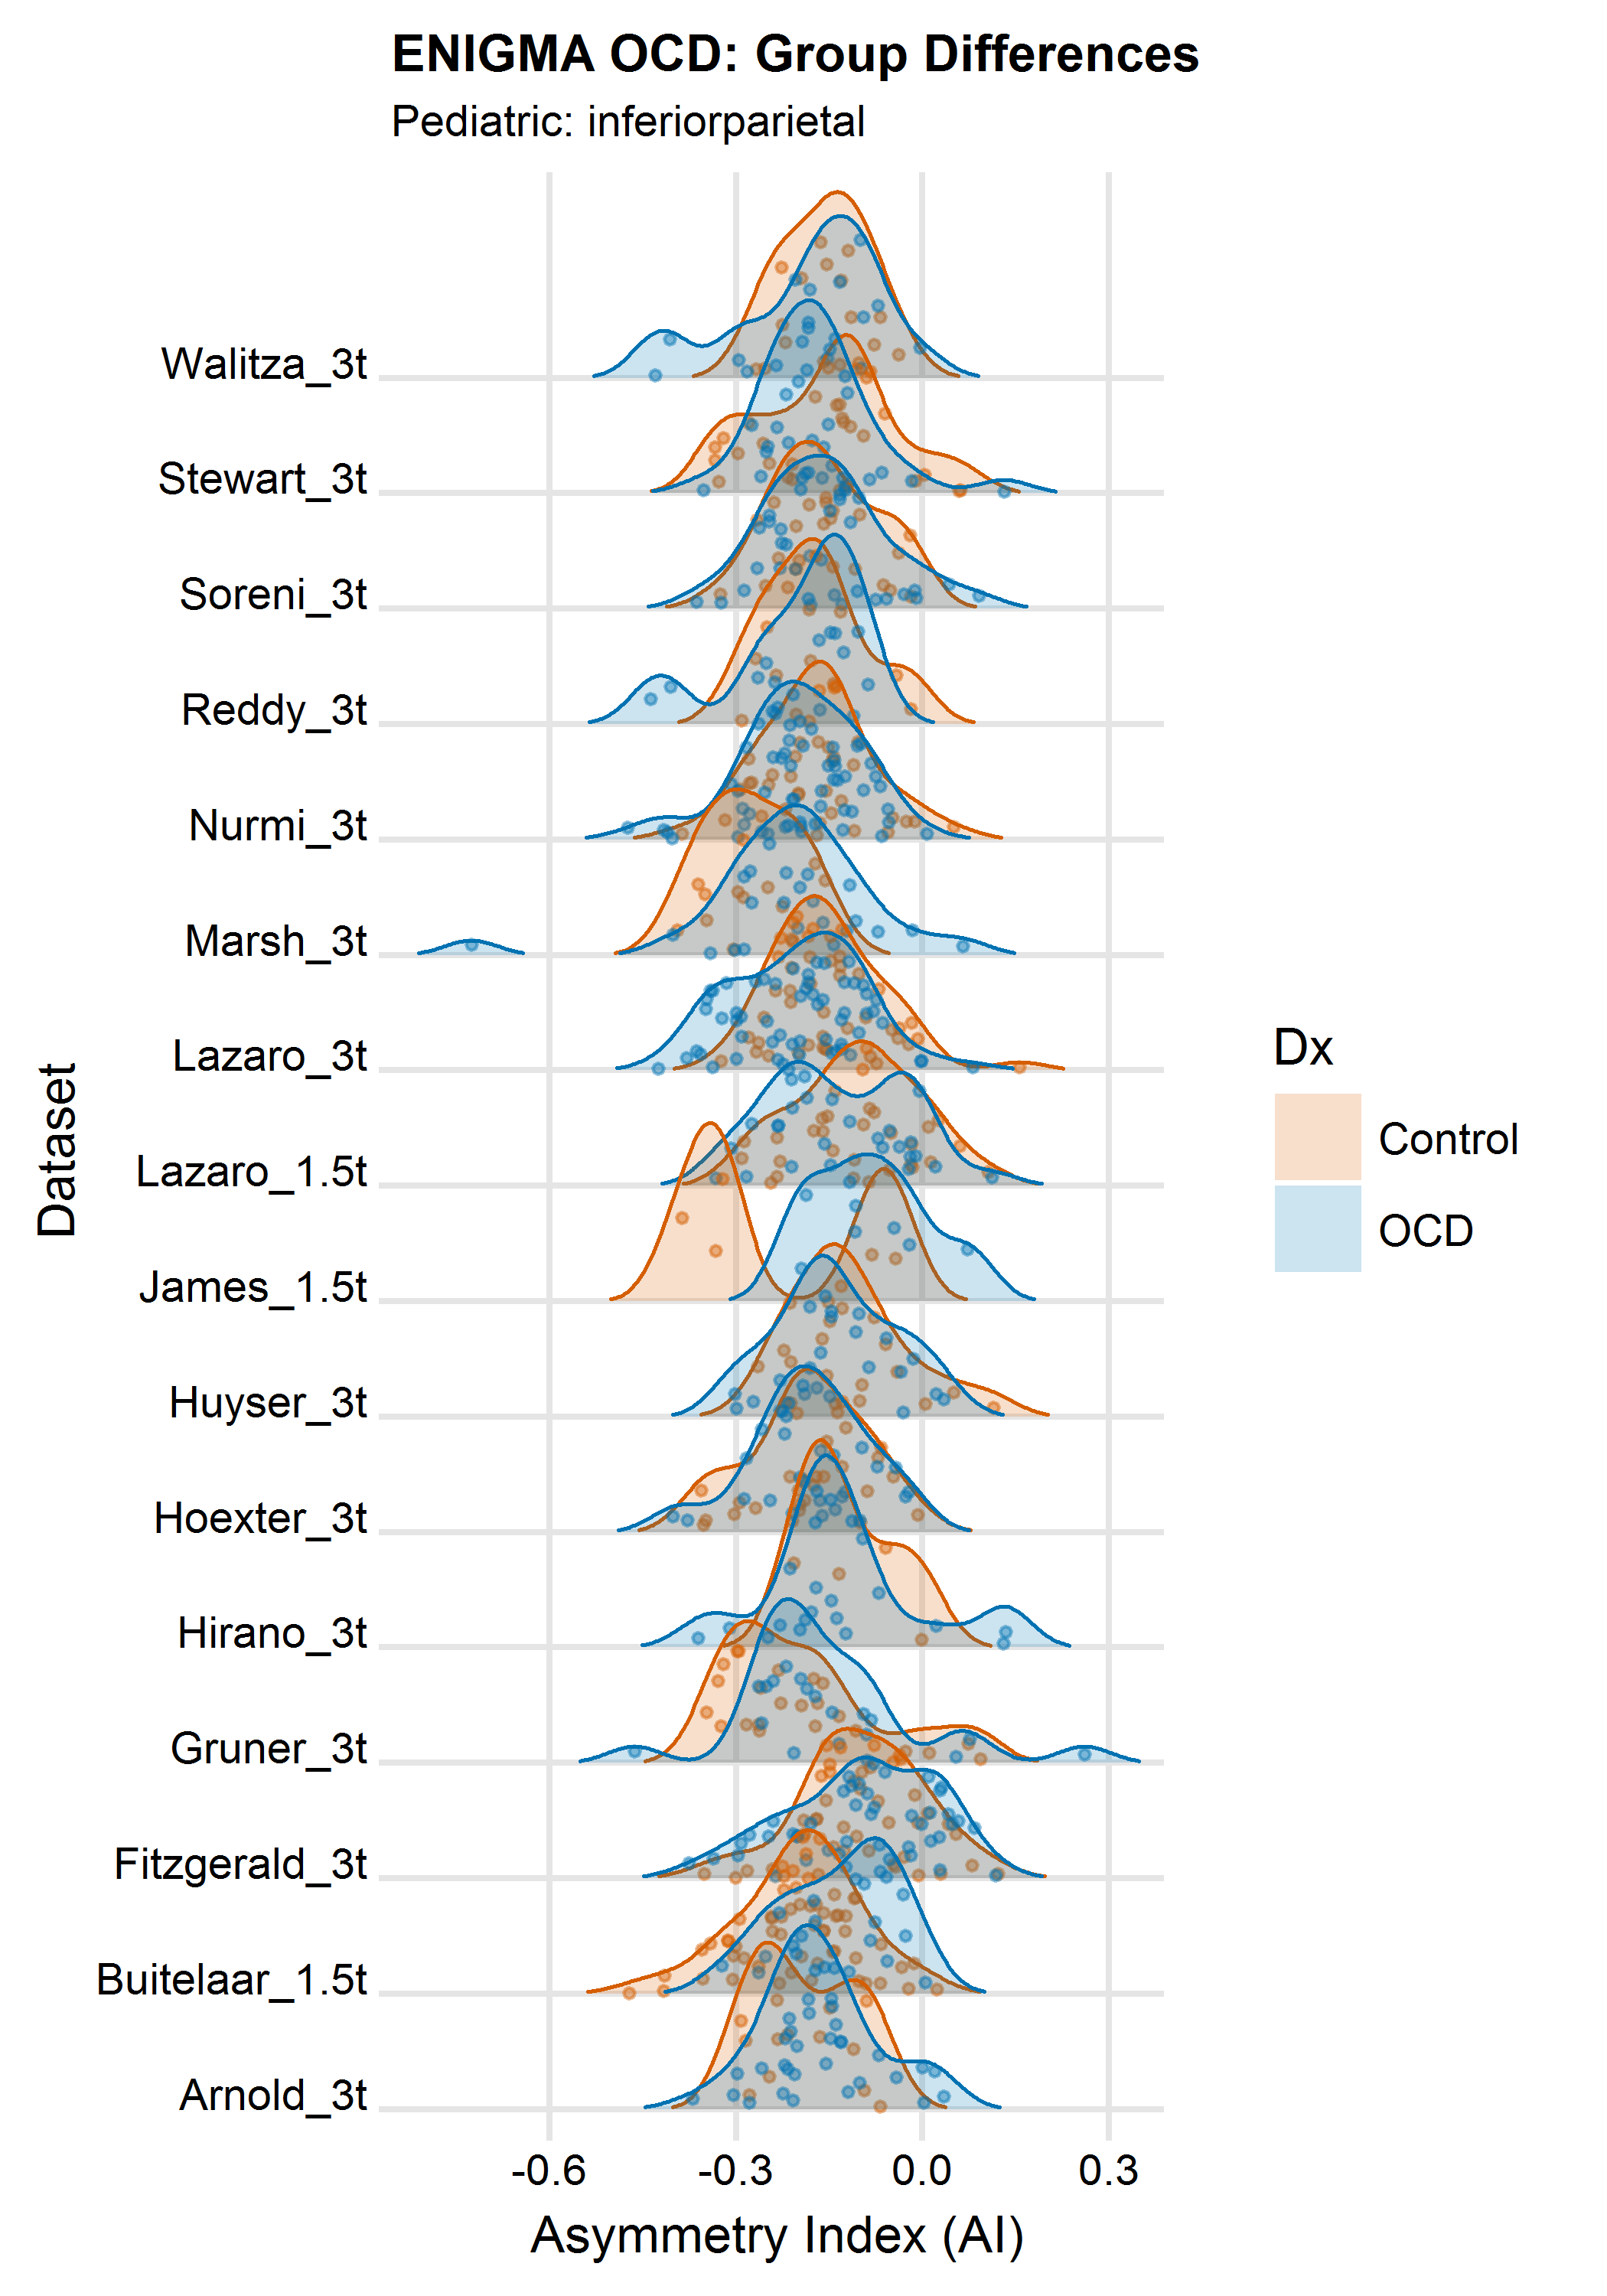 ENIGMA OCD: Group Differences
Pediatric: inferiorparietal
Walitza_3t
Stewart_3t
Soreni_3t
Reddy_3t
Nurmi_3t
Marsh_3t
Lazaro_3t
Lazaro_1.5t
James_1.5t
Huyser_3t
Hoexter_3t
Hirano_3t
Gruner_3t
Fitzgerald_3t
Buitelaar_1.5t
Arnold_3t
Dataset
-0.6
-0.3
0.0
0.3
Asymmetry Index (AI)
Dx
Control
OCD